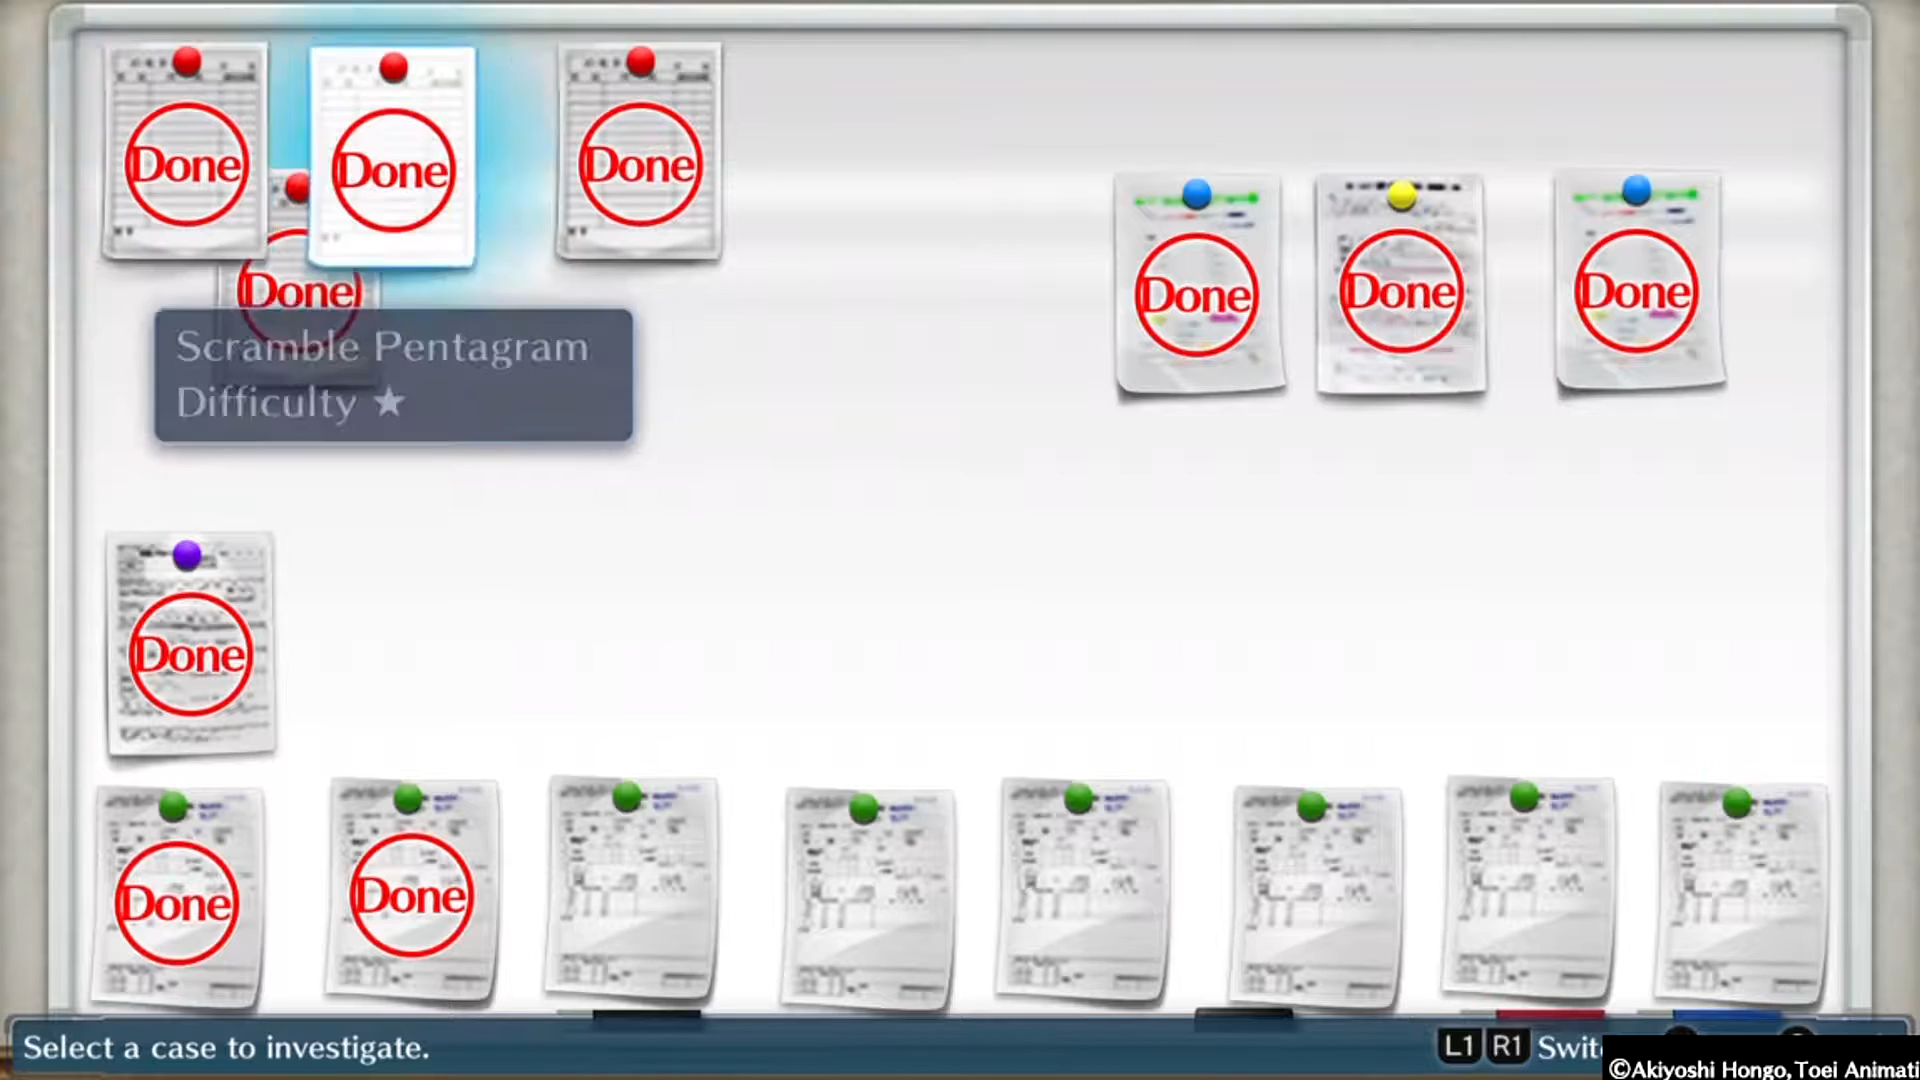 Done
Done
Done
Done
Done
Done
Done
Scramble Pentagram
Difficulty ★
Done
Done
Done
Select a case to investigate.
L1 R1 Swit
©Akiyoshi Hongo,Toei Animati